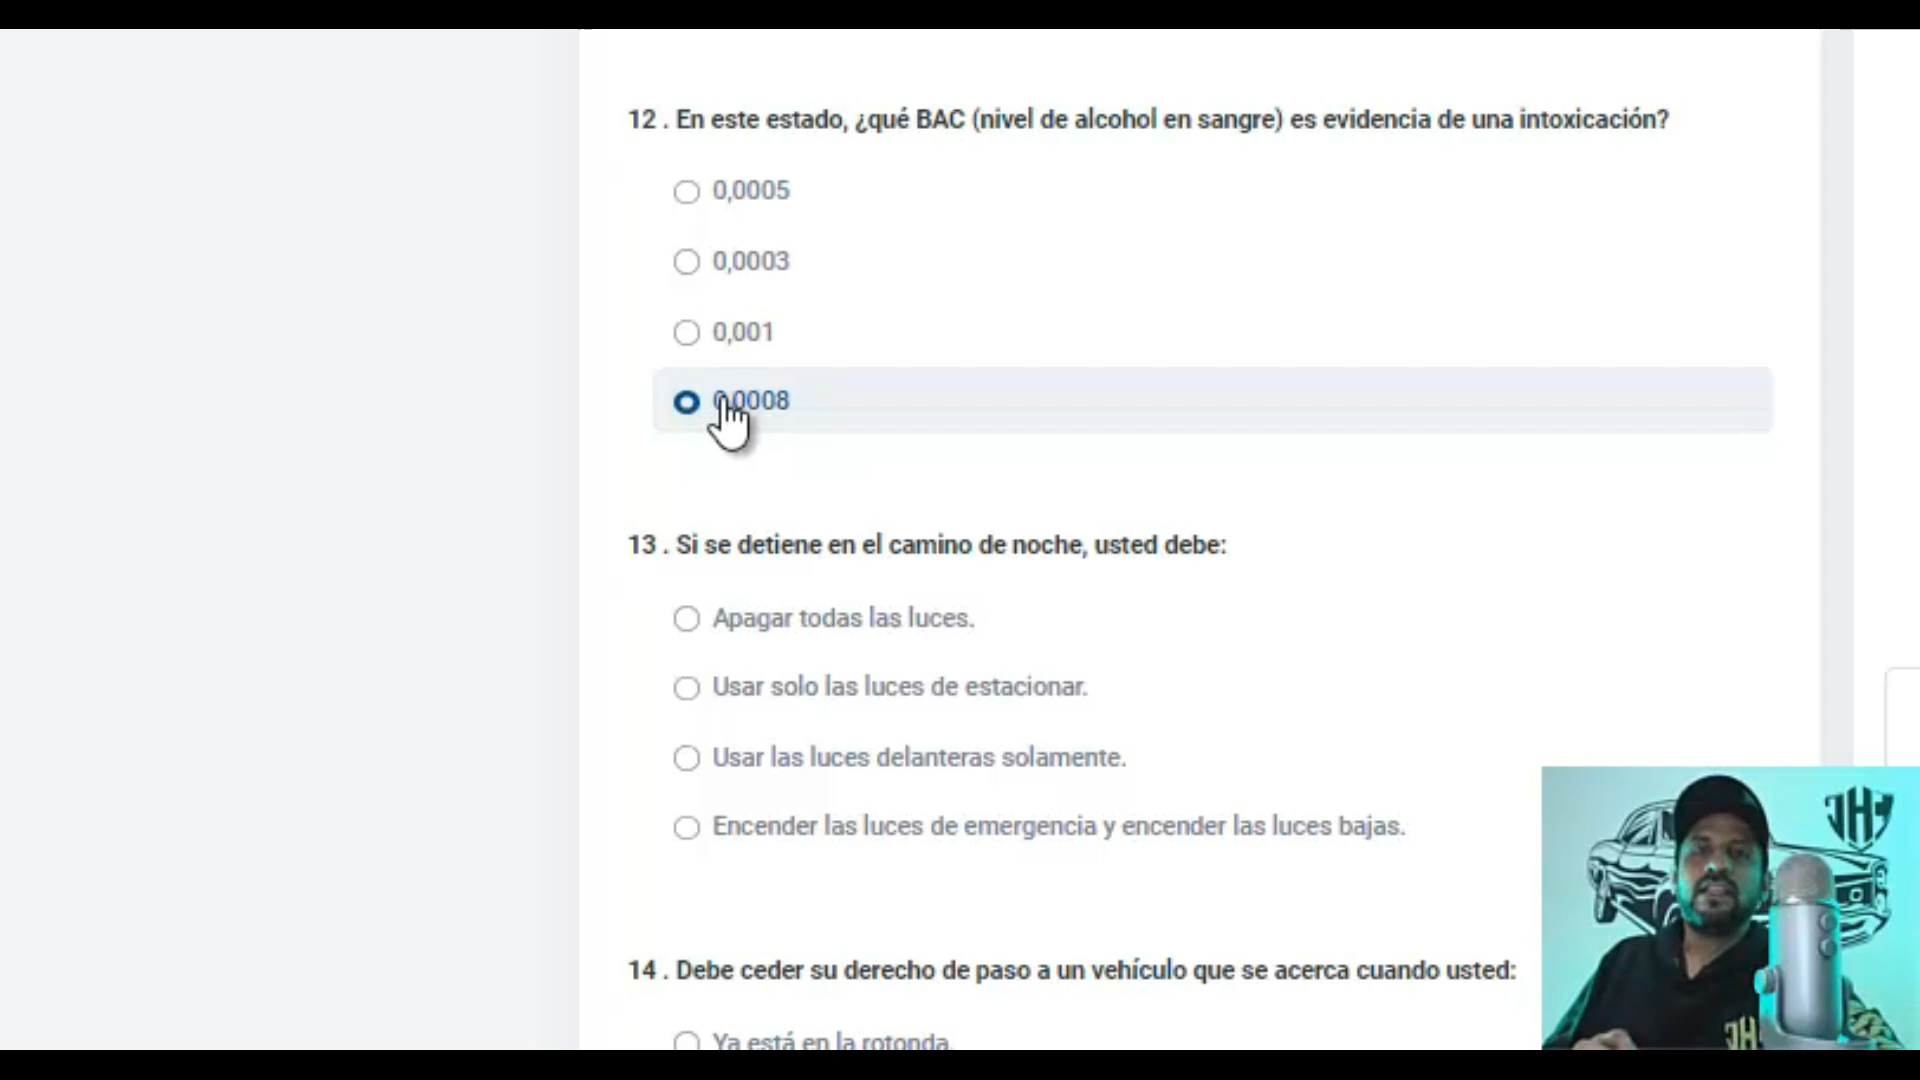 12 . En este estado, ¿qué BAC (nivel de alcohol en sangre) es evidencia de una intoxicación?
0,0005
0,0003
0,001
0,0008
13 . Si se detiene en el camino de noche, usted debe:
Apagar todas las luces.
Usar solo las luces de estacionar.
Usar las luces delanteras solamente.
Encender las luces de emergencia y encender las luces bajas.
14 . Debe ceder su derecho de paso a un vehículo que se acerca cuando usted:
Ya está en la rotonda.